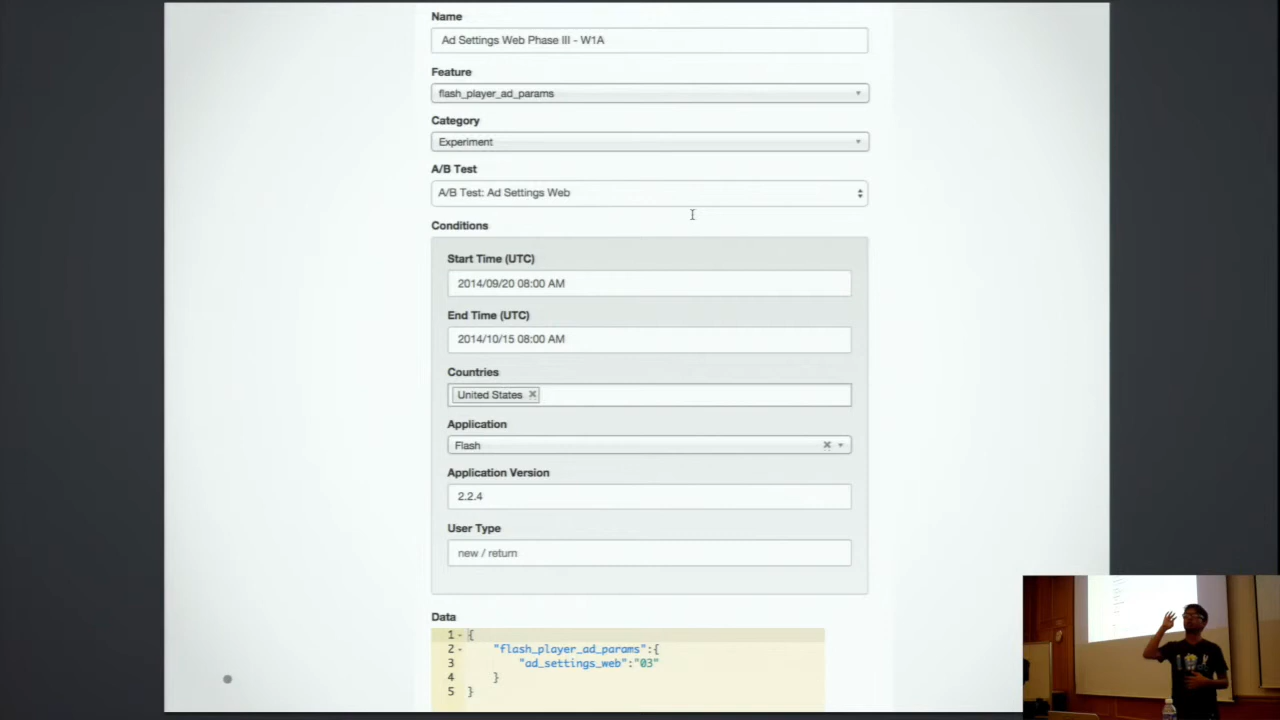 Name
Ad Settings Web Phase III - W1A
Feature
flash_player_ad_params
Category
Experiment
A/B Test
A/B Test: Ad Settings Web
Conditions
Start Time (UTC)
2014/09/20 08:00 AM
End Time (UTC)
2014/10/15 08:00 AM
Countries
United States ×
Application
Flash ×
Application Version
2.2.4
User Type
new / return
Data
1 {
2 "flash_player_ad_params":{
3 "ad_settings_web":"03"
4 }
5 }